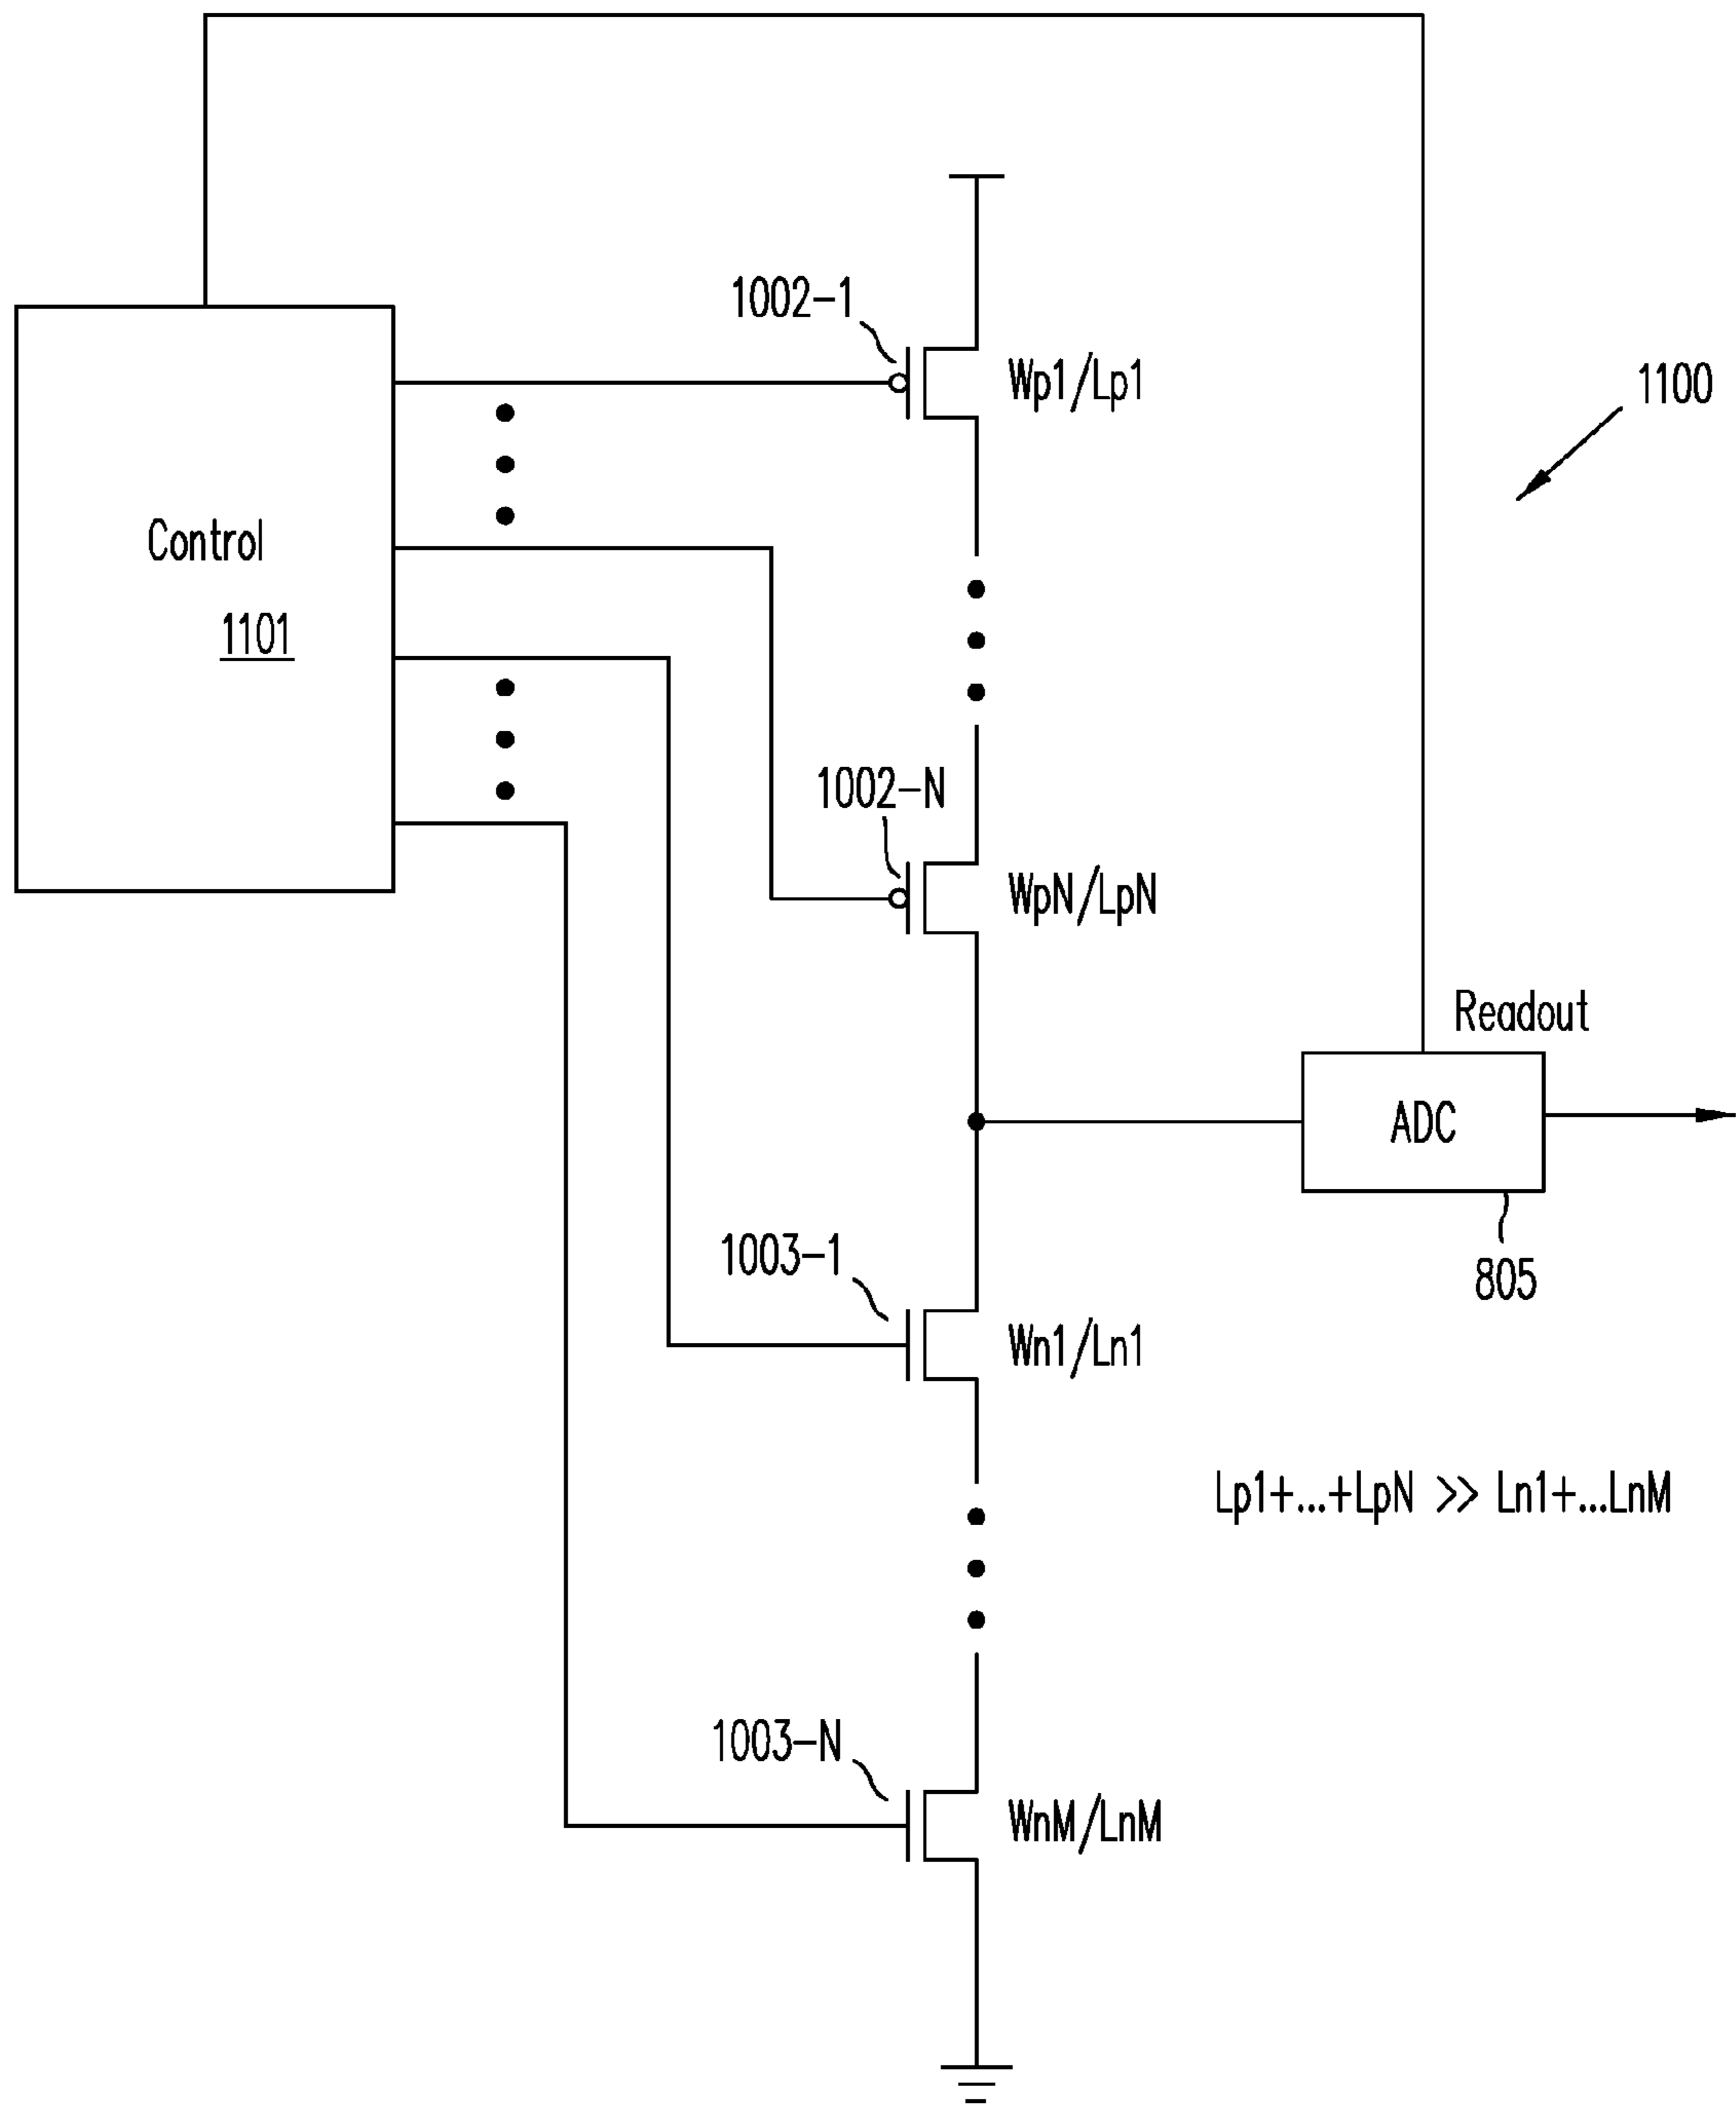 1002-1
Wp1/Lp1
1100
Control
1101
1002-N
WpN/LpN
Readout
ADC
805
1003-1
Wn1/Ln1
Lp1+...+LpN >> Ln1+...LnM
1003-N
WnM/LnM